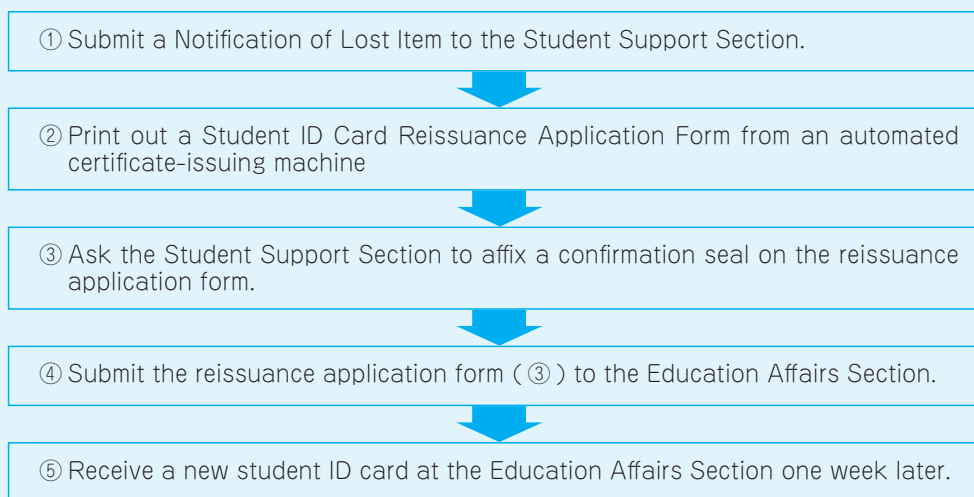 ① Submit a Notification of Lost Item to the Student Support Section.
② Print out a Student ID Card Reissuance Application Form from an automated
certificate-issuing machine
③ Ask the Student Support Section to affix a confirmation seal on the reissuance
application form.
④ Submit the reissuance application form ( ③ ) to the Education Affairs Section.
⑤ Receive a new student ID card at the Education Affairs Section one week later.